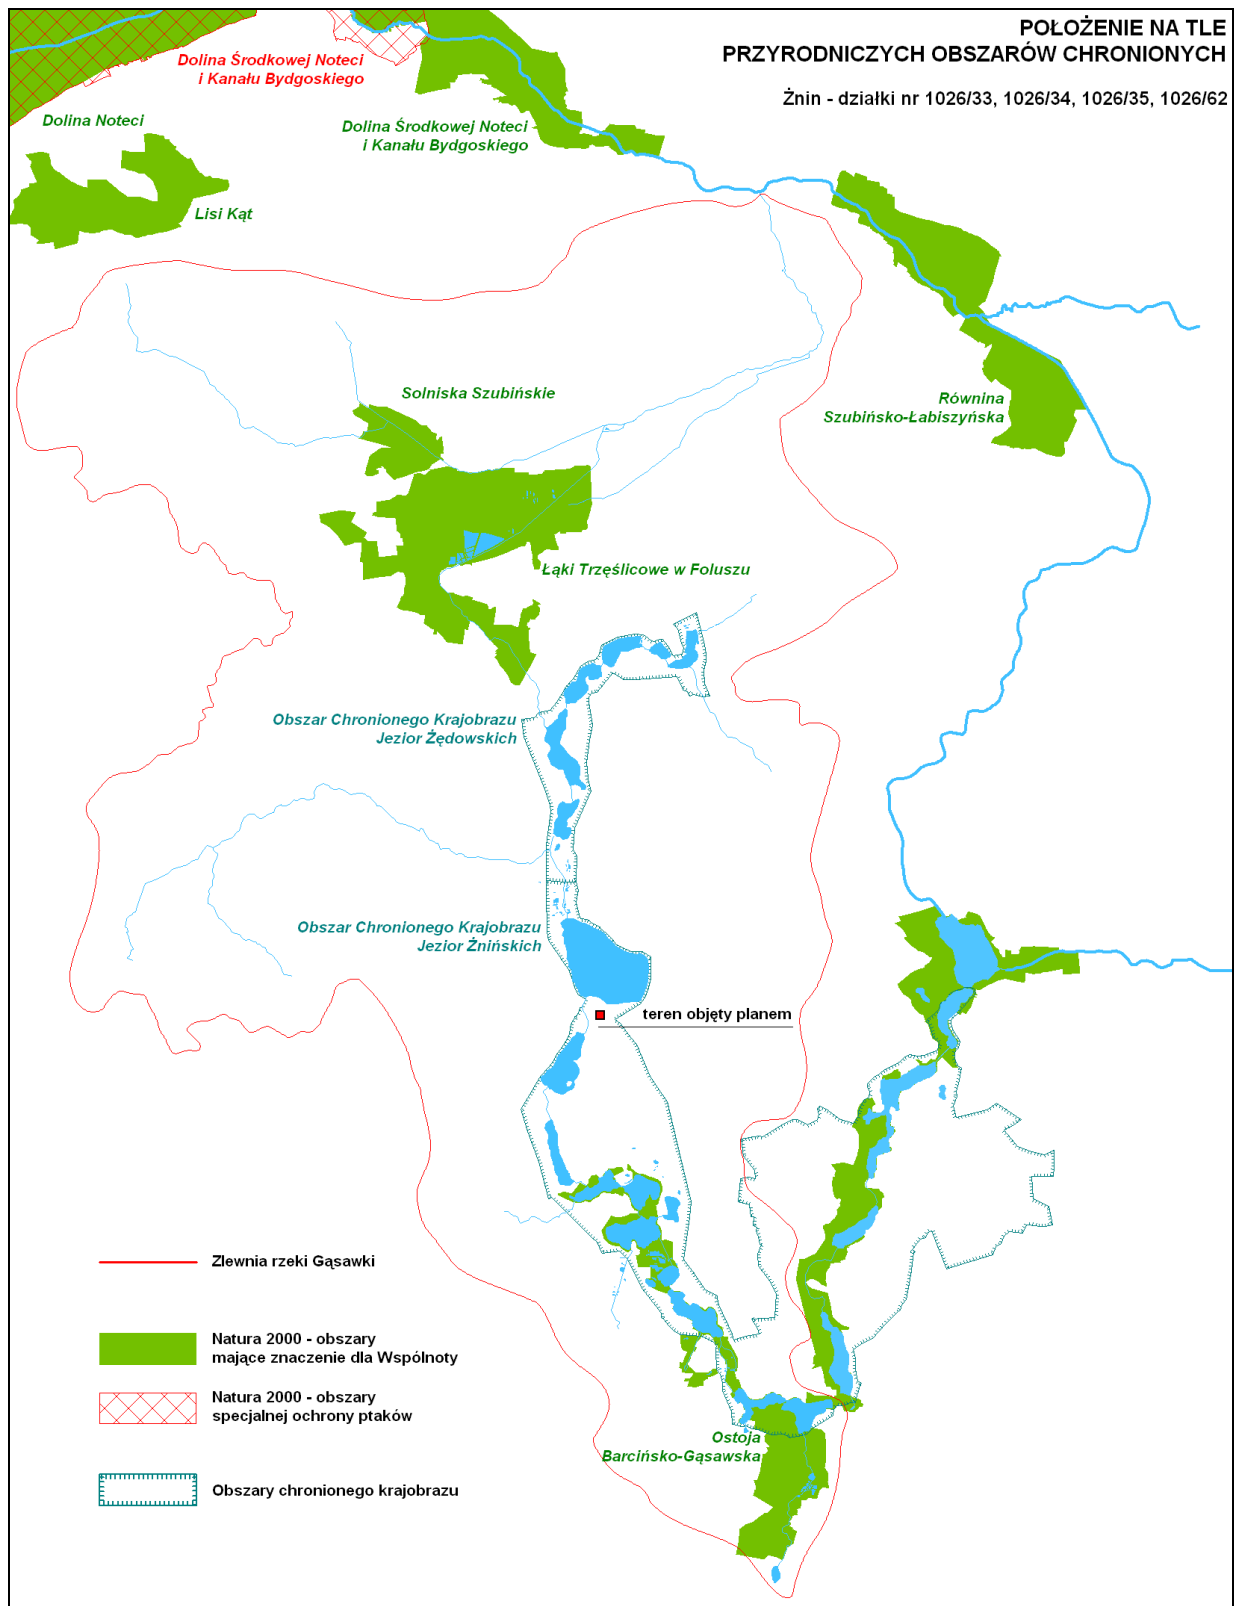 POŁOŻENIE NA TLE
PRZYRODNICZYCH OBSZARÓW CHRONIONYCH
Żnin - działki nr 1026/33, 1026/34, 1026/35, 1026/62
Dolina Środkowej Noteci
i Kanału Bydgoskiego
Dolina Noteci
Dolina Środkowej Noteci
i Kanału Bydgoskiego
Lisi Kąt
Solniska Szubińskie
Równina
Szubińsko-Łabiszyńska
Łąki Trzęślicowe w Foluszu
Obszar Chronionego Krajobrazu
Jezior Żędowskich
Obszar Chronionego Krajobrazu
Jezior Żnińskich
teren objęty planem
Zlewnia rzeki Gąsawki
Natura 2000 - obszary
mające znaczenie dla Wspólnoty
Natura 2000 - obszary
specjalnej ochrony ptaków
Ostoja
Barcińsko-Gąsawska
Obszary chronionego krajobrazu